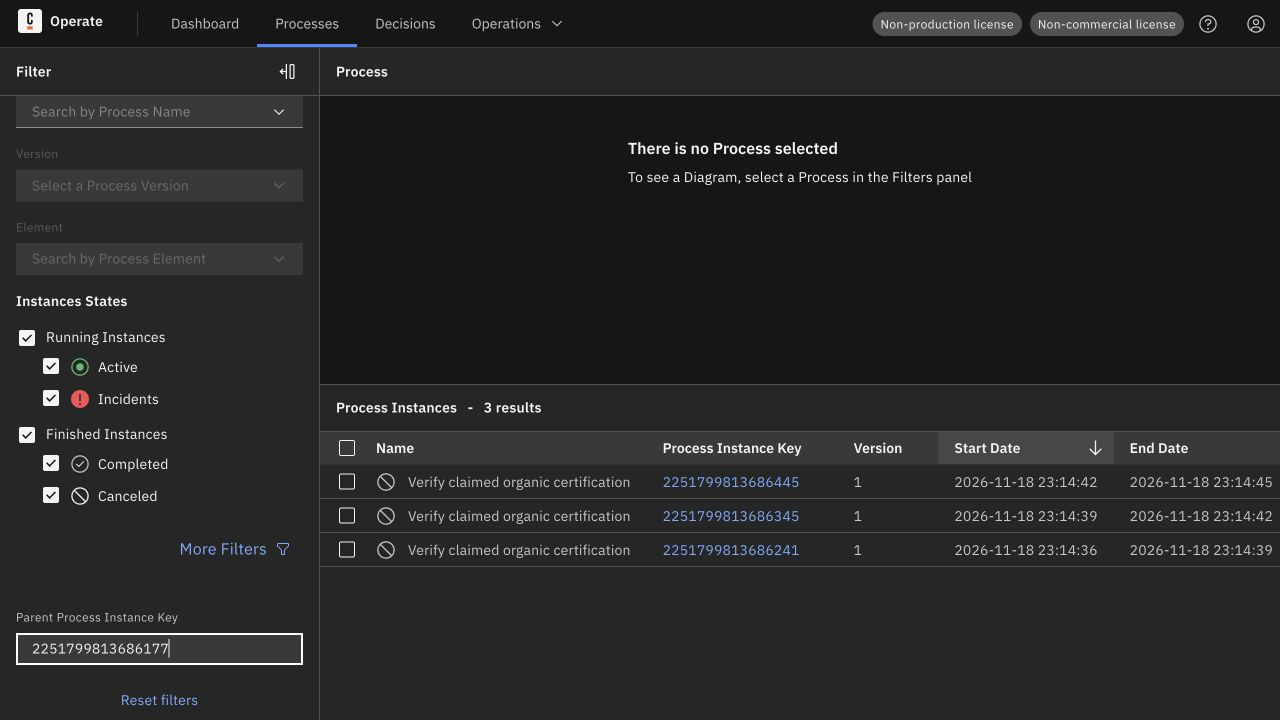 Operate
Dashboard
Processes
Decisions
Operations
Non-production license
Non-commercial license
Filter
Process
Search by Process Name
Version
Select a Process Version
Element
Search by Process Element
Instances States
Running Instances
Active
Incidents
Finished Instances
Completed
Canceled
More Filters
Parent Process Instance Key
2251799813686177
Reset filters
There is no Process selected
To see a Diagram, select a Process in the Filters panel
Process Instances - 3 results
Name Process Instance Key Version Start Date End Date
Verify claimed organic certification 2251799813686445 1 2026-11-18 23:14:42 2026-11-18 23:14:45
Verify claimed organic certification 2251799813686345 1 2026-11-18 23:14:39 2026-11-18 23:14:42
Verify claimed organic certification 2251799813686241 1 2026-11-18 23:14:36 2026-11-18 23:14:39